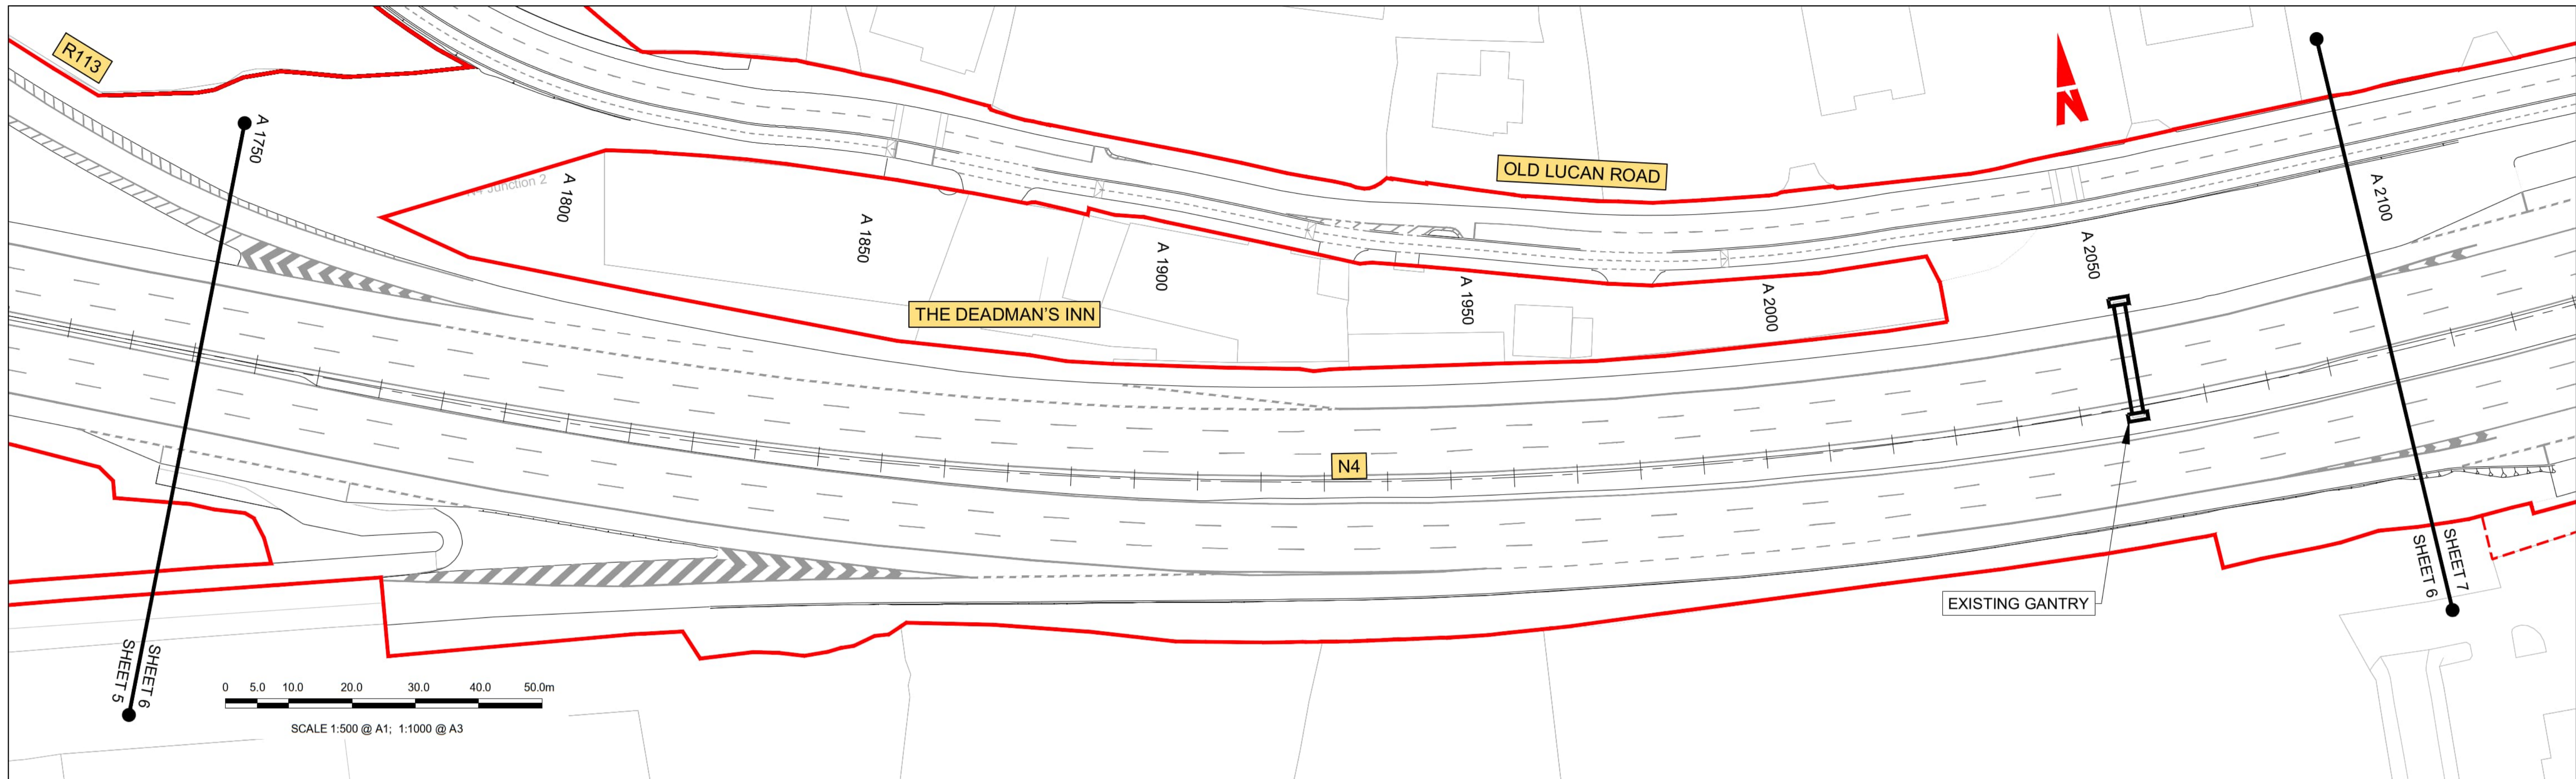 R113
A 1750
Junction 2
A 1800
A 1850
A 1900
A 1950
A 2000
A 2050
A 2100
OLD LUCAN ROAD
N
THE DEADMAN'S INN
N4
EXISTING GANTRY
SHEET 5
SHEET 6
SHEET 6
SHEET 7
0 5.0 10.0 20.0 30.0 40.0 50.0m
SCALE 1:500 @ A1; 1:1000 @ A3